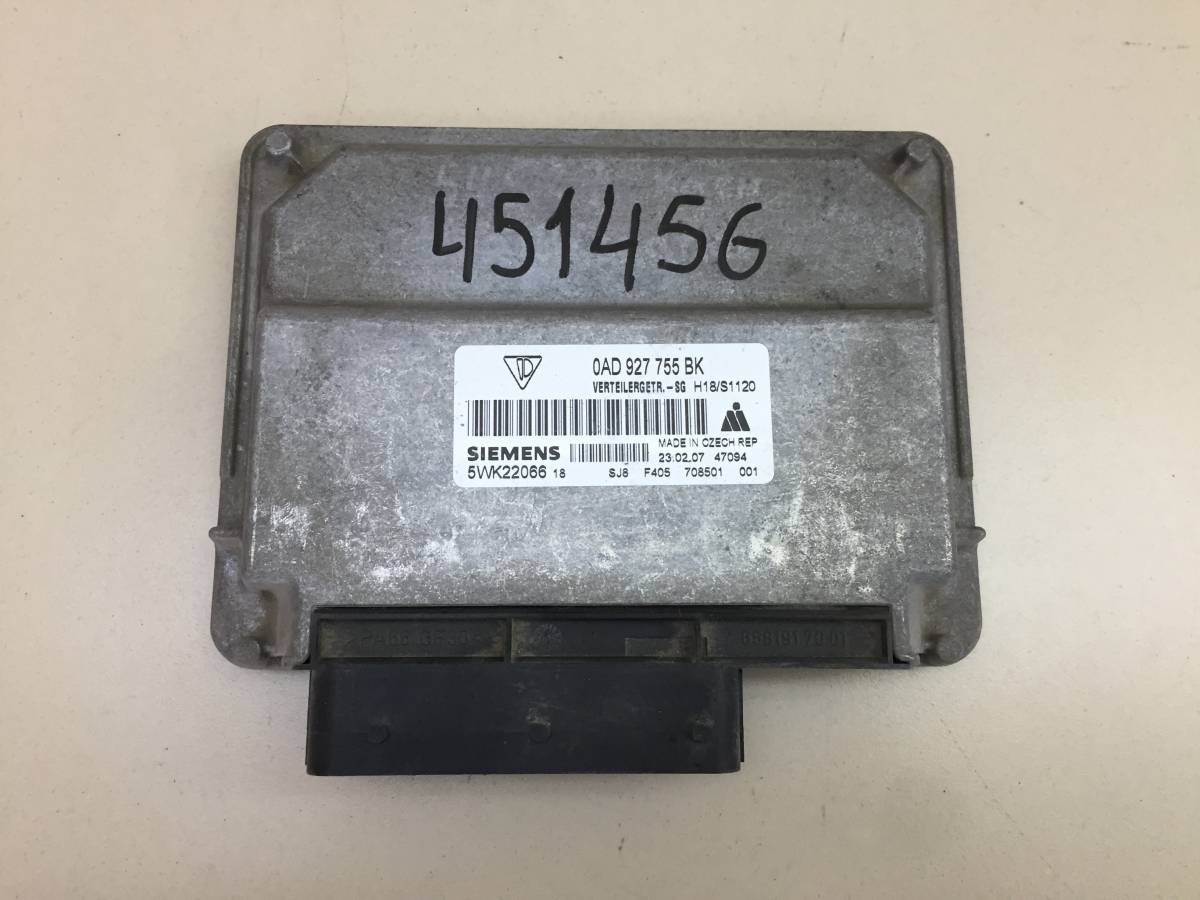 451456
0AD 927 755 BK
VERTEILERGETR.-SG H18/S1120
MADE IN CZECH REP
SIEMENS 23.02.07 47094
5WK22066 18 SJ8 F405 708501 001